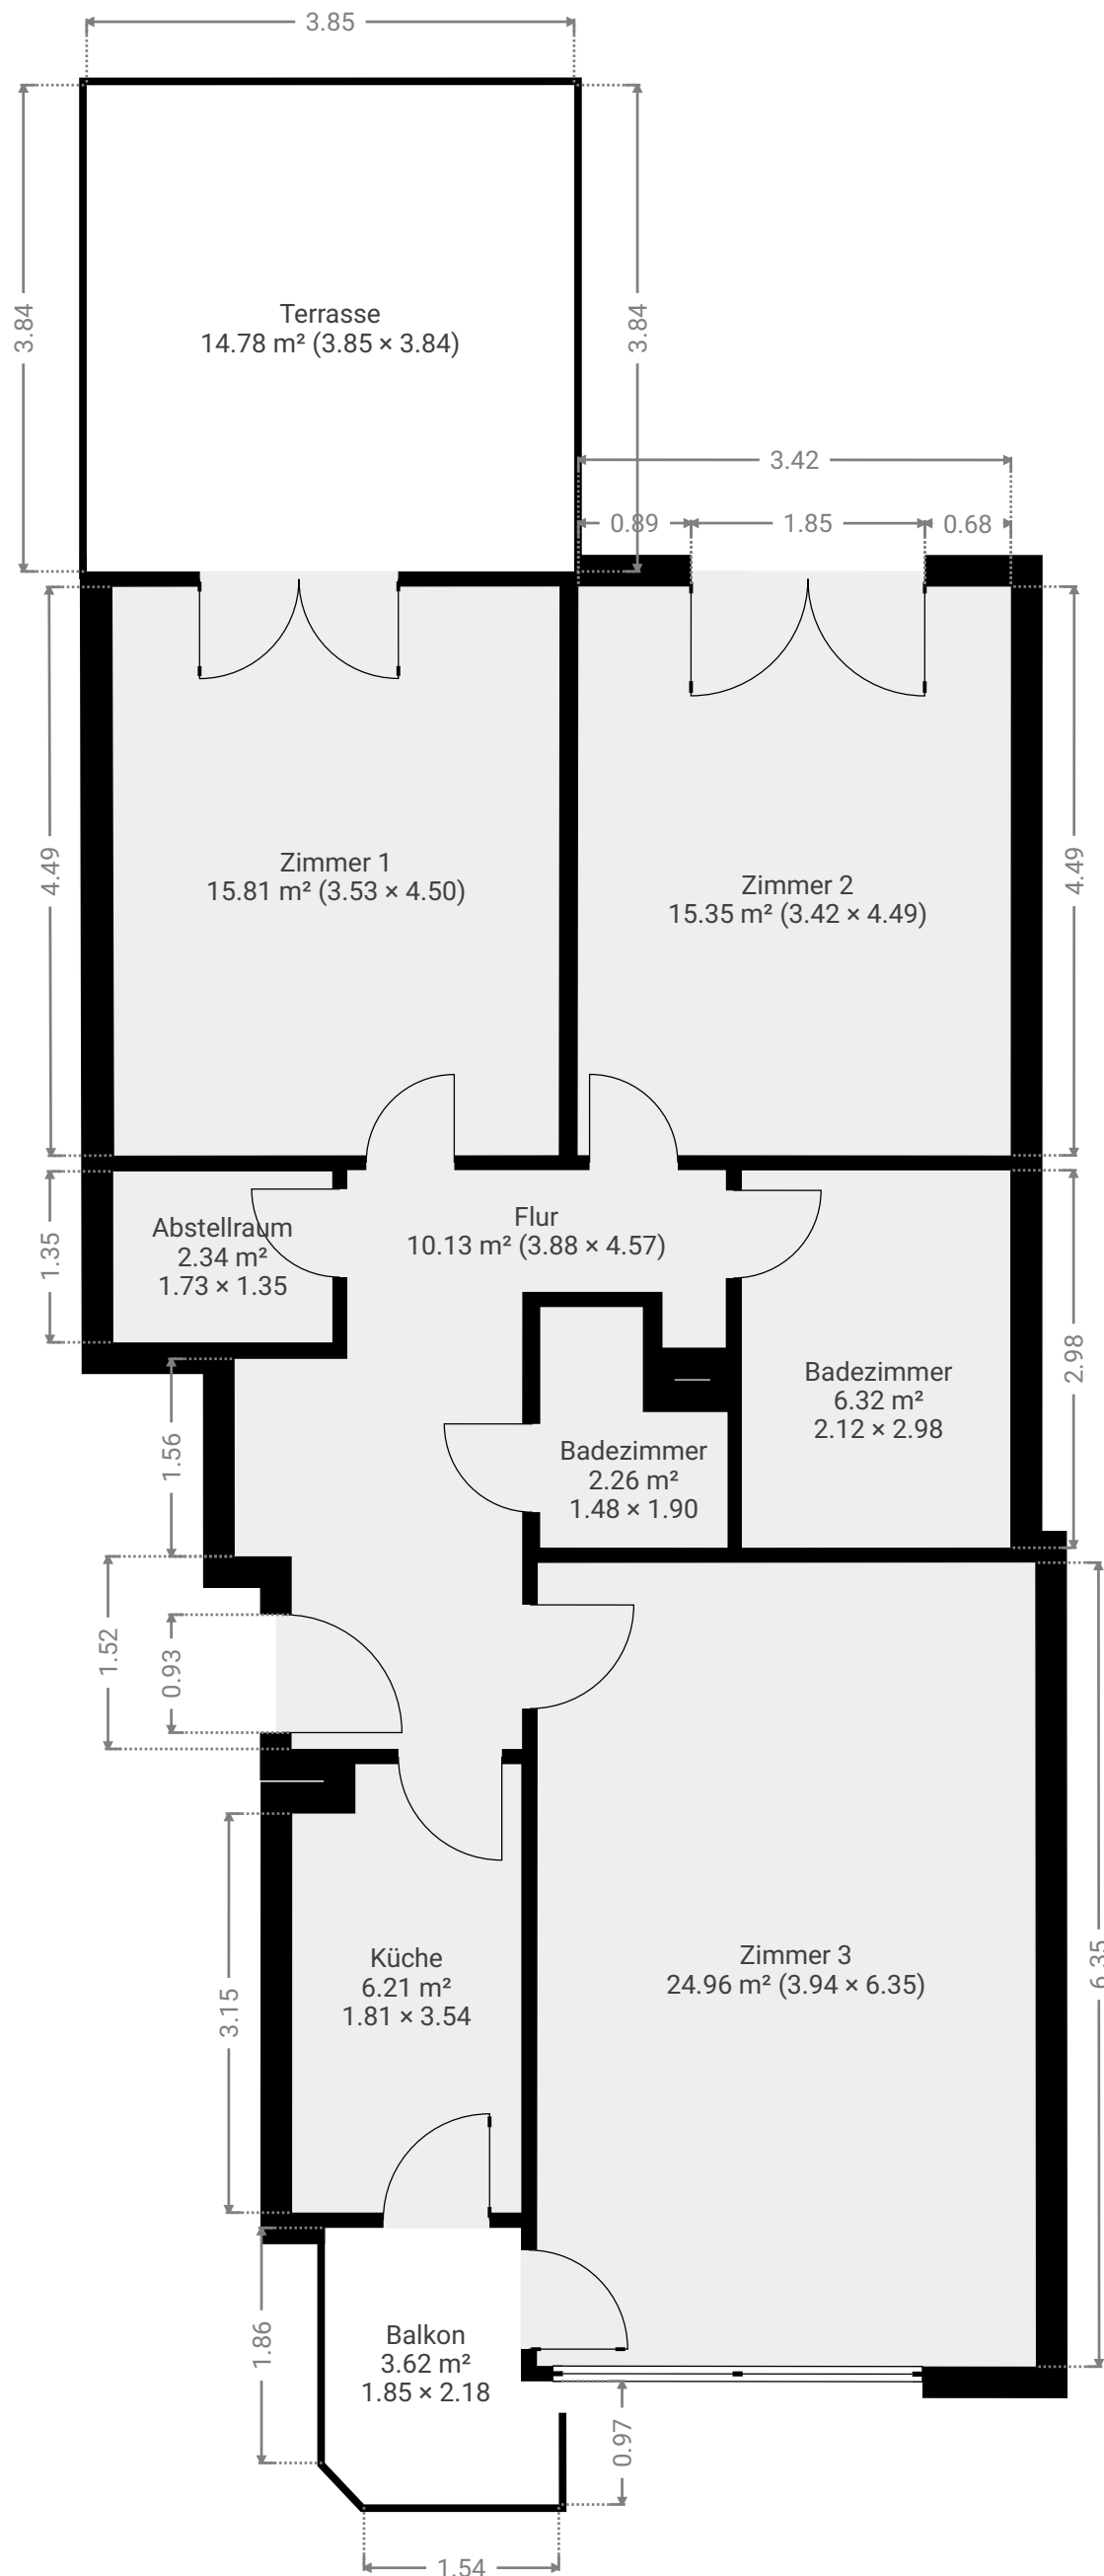 3.85
3.84
3.84
Terrasse
14.78 m² (3.85 × 3.84)
3.42
0.89
1.85
0.68
4.49
4.49
Zimmer 1
15.81 m² (3.53 × 4.50)
Zimmer 2
15.35 m² (3.42 × 4.49)
1.35
Abstellraum
2.34 m²
1.73 × 1.35
Flur
10.13 m² (3.88 × 4.57)
2.98
Badezimmer
6.32 m²
2.12 × 2.98
1.56
Badezimmer
2.26 m²
1.48 × 1.90
1.52
0.93
6.35
Küche
6.21 m²
1.81 × 3.54
Zimmer 3
24.96 m² (3.94 × 6.35)
3.15
1.86
Balkon
3.62 m²
1.85 × 2.18
0.97
1.54